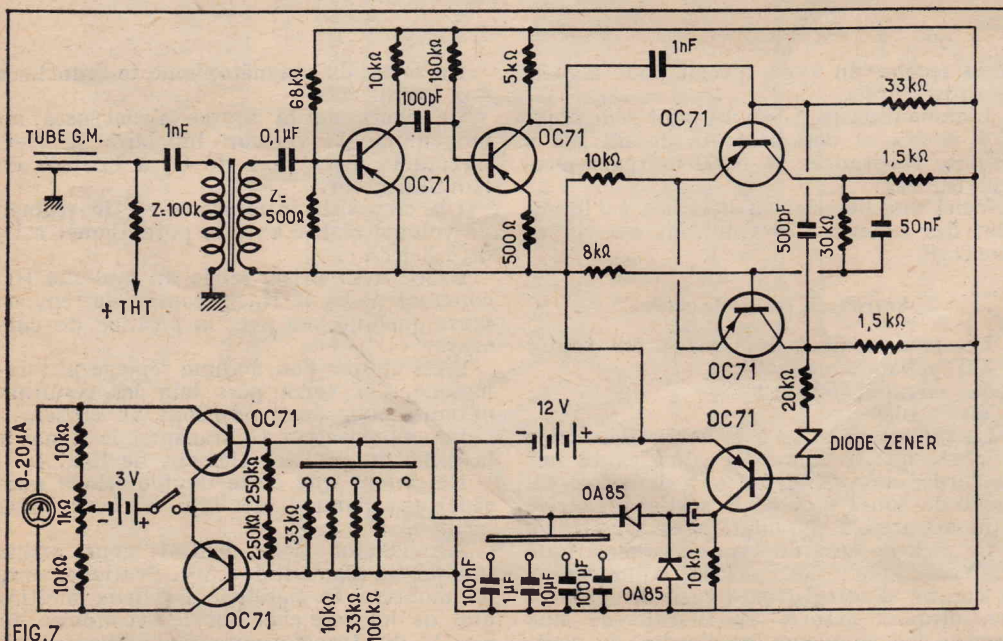 TUBE G.M.
1nF
Z=100k
+ THT
0,1µF
Z=
500Ω
68kΩ
10kΩ
100pF
180kΩ
OC71
5kΩ
OC71
500Ω
1nF
OC71
33kΩ
10kΩ
1,5kΩ
500pF
30kΩ
50nF
8kΩ
OC71
1,5kΩ
20kΩ
DIODE ZENER
OC71
12 V
- +
OA85
OA85
10kΩ
100nF
1µF
10µF
100µF
0-20µA
10kΩ
1kΩ
10kΩ
3V
- +
OC71
OC71
250kΩ
250kΩ
33kΩ
10kΩ
33kΩ
100kΩ
FIG.7